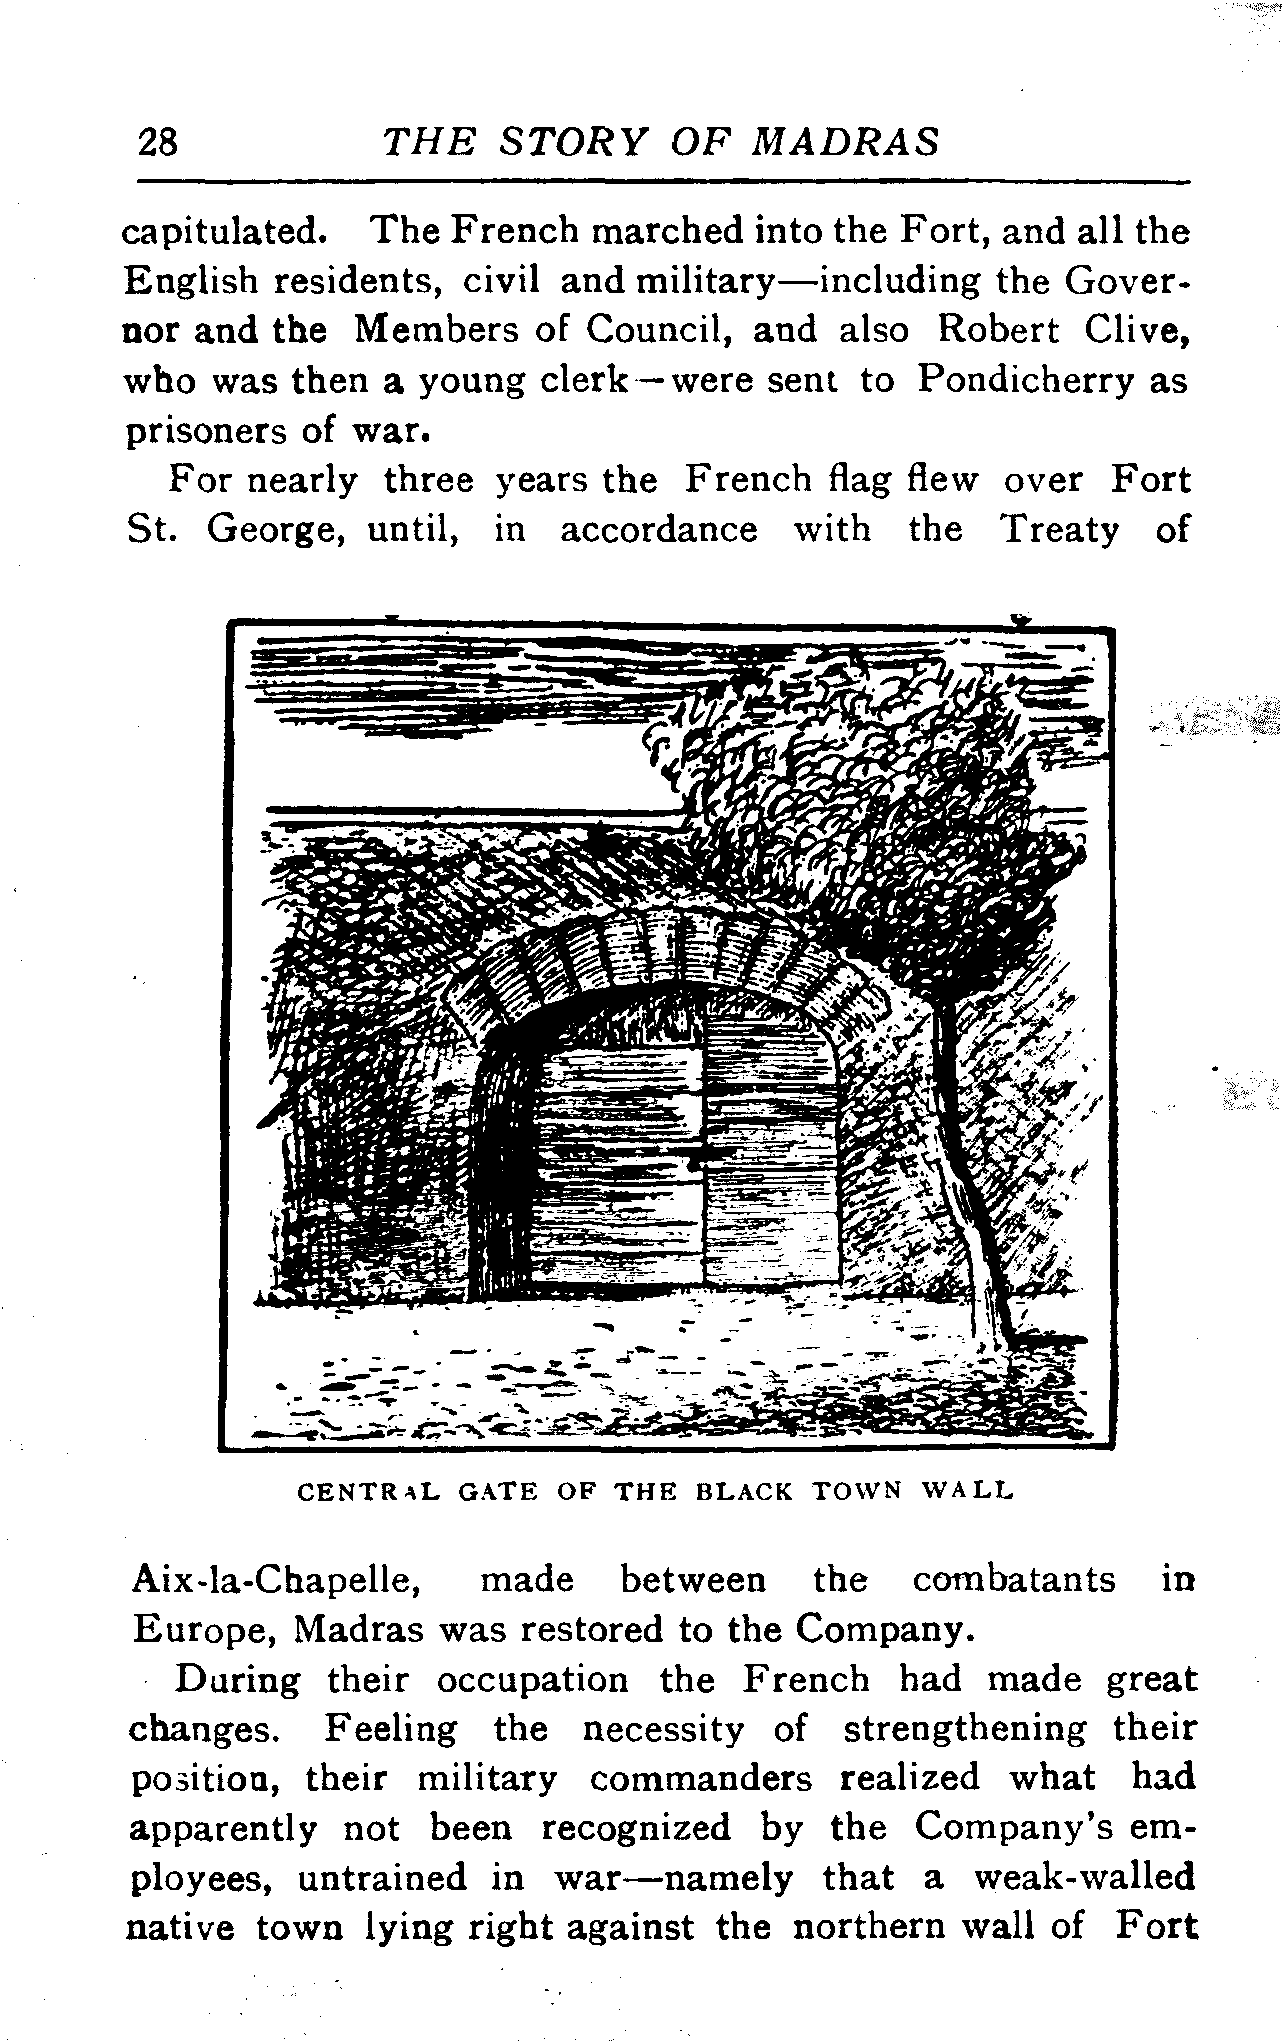 28 THE STORY OF MADRAS
capitulated. The French marched into the Fort, and all the
English residents, civil and military—including the Gover-
nor and the Members of Council, and also Robert Clive,
who was then a young clerk—were sent to Pondicherry as
prisoners of war.
For nearly three years the French flag flew over Fort
St. George, until, in accordance with the Treaty of
CENTRAL GATE OF THE BLACK TOWN WALL
Aix-la-Chapelle, made between the combatants in
Europe, Madras was restored to the Company.
During their occupation the French had made great
changes. Feeling the necessity of strengthening their
position, their military commanders realized what had
apparently not been recognized by the Company's em-
ployees, untrained in war—namely that a weak-walled
native town lying right against the northern wall of Fort